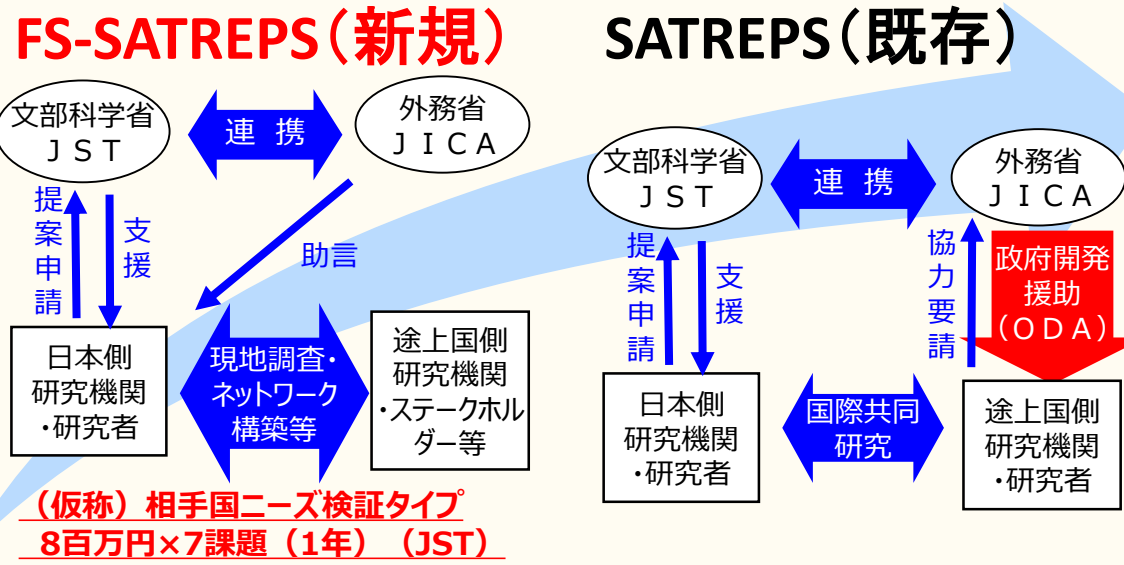 FS-SATREPS（新規）
文部科学省
ＪＳＴ
連 携
外務省
ＪＩＣＡ
提案申請
支援
助言
日本側
研究機関
・研究者
現地調査・
ネットワーク
構築等
途上国側
研究機関
・ステークホル
ダー等
（仮称）相手国ニーズ検証タイプ
8百万円×7課題（1年）（JST）
SATREPS（既存）
文部科学省
ＪＳＴ
連 携
外務省
ＪＩＣＡ
提案申請
支援
協力要請
政府開発
援助
（ＯＤＡ）
日本側
研究機関
・研究者
国際共同
研究
途上国側
研究機関
・研究者